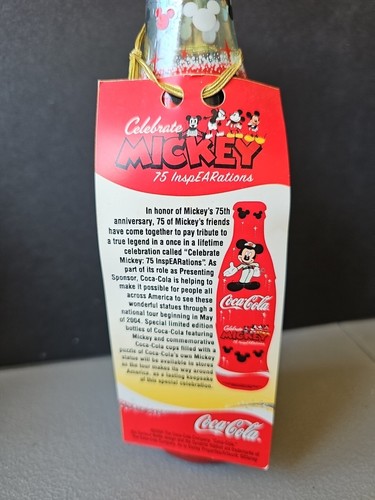 Celebrate
MICKEY
75 InspEARations
In honor of Mickey's 75th
anniversary, 75 of Mickey's friends
have come together to pay tribute to
a true legend in a once in a lifetime
celebration called "Celebrate
Mickey: 75 InspEARations". As
part of its role as Presenting
Sponsor, Coca-Cola is helping to
make it possible for people all
across America to see these
wonderful statues through a
national tour beginning in May
of 2004. Special limited edition
bottles of Coca-Cola featuring
Mickey and commemorative
Coca-Cola cups filled with a
puzzle of Coca-Cola's own Mickey
statue will be available in stores
as the tour makes its way around
America, as a lasting keepsake
of this special celebration.
Coca-Cola
Celebrate
MICKEY
Coca-Cola